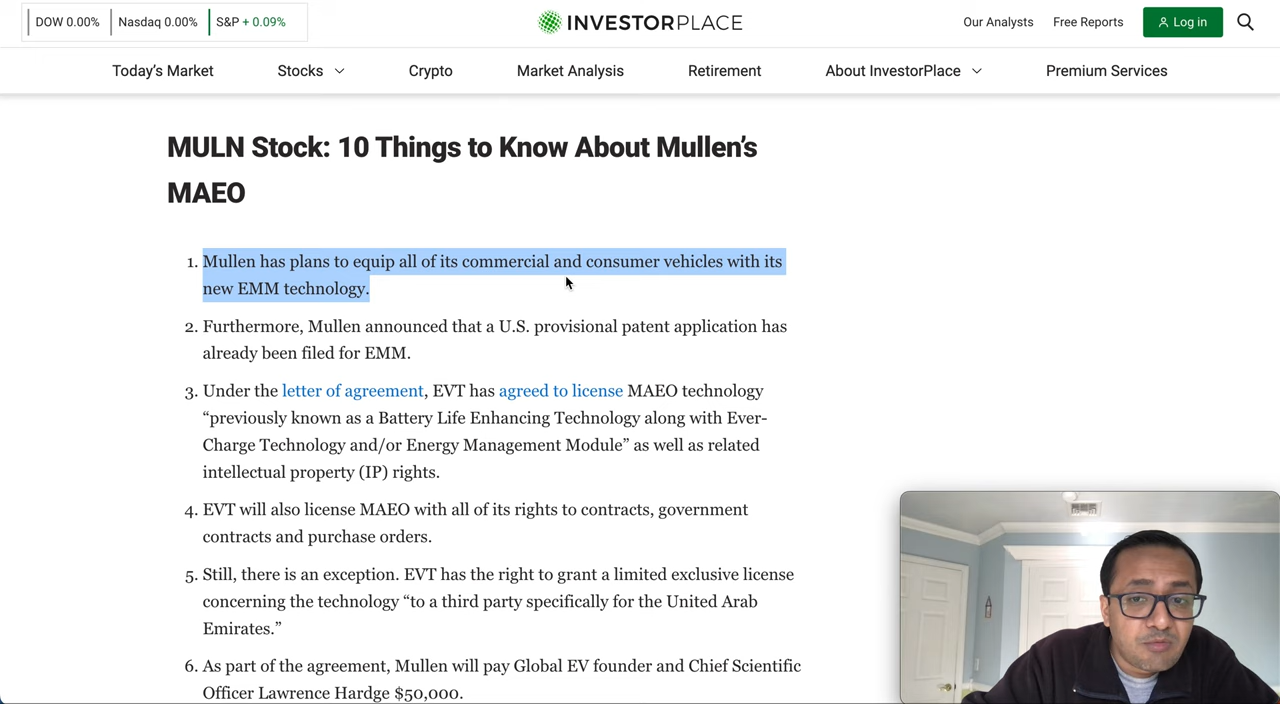 DOW 0.00% Nasdaq 0.00% S&P + 0.09%
INVESTORPLACE
Our Analysts Free Reports Log in
Today’s Market Stocks Crypto Market Analysis Retirement About InvestorPlace Premium Services
MULN Stock: 10 Things to Know About Mullen’s
MAEO
1. Mullen has plans to equip all of its commercial and consumer vehicles with its
new EMM technology.
2. Furthermore, Mullen announced that a U.S. provisional patent application has
already been filed for EMM.
3. Under the letter of agreement, EVT has agreed to license MAEO technology
“previously known as a Battery Life Enhancing Technology along with Ever-
Charge Technology and/or Energy Management Module” as well as related
intellectual property (IP) rights.
4. EVT will also license MAEO with all of its rights to contracts, government
contracts and purchase orders.
5. Still, there is an exception. EVT has the right to grant a limited exclusive license
concerning the technology “to a third party specifically for the United Arab
Emirates.”
6. As part of the agreement, Mullen will pay Global EV founder and Chief Scientific
Officer Lawrence Hardge $50,000.